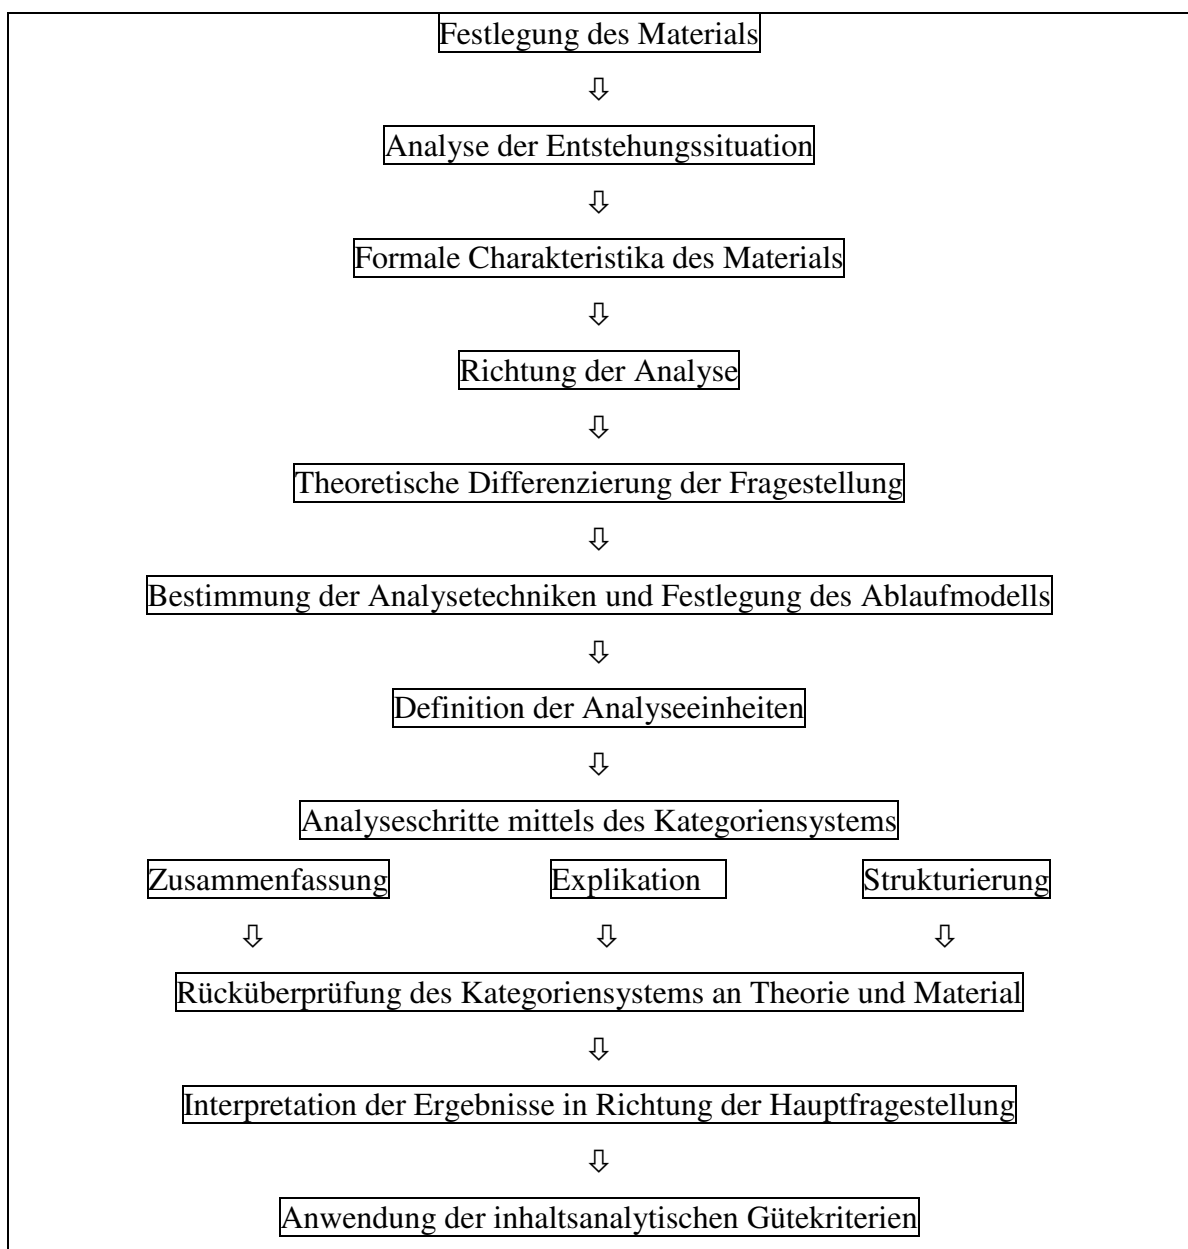 Festlegung des Materials
⇩
Analyse der Entstehungssituation
⇩
Formale Charakteristika des Materials
⇩
Richtung der Analyse
⇩
Theoretische Differenzierung der Fragestellung
⇩
Bestimmung der Analysetechniken und Festlegung des Ablaufmodells
⇩
Definition der Analyseeinheiten
⇩
Analyseschritte mittels des Kategoriensystems
Zusammenfassung Explikation Strukturierung
⇩ ⇩ ⇩
Rücküberprüfung des Kategoriensystems an Theorie und Material
⇩
Interpretation der Ergebnisse in Richtung der Hauptfragestellung
⇩
Anwendung der inhaltsanalytischen Gütekriterien